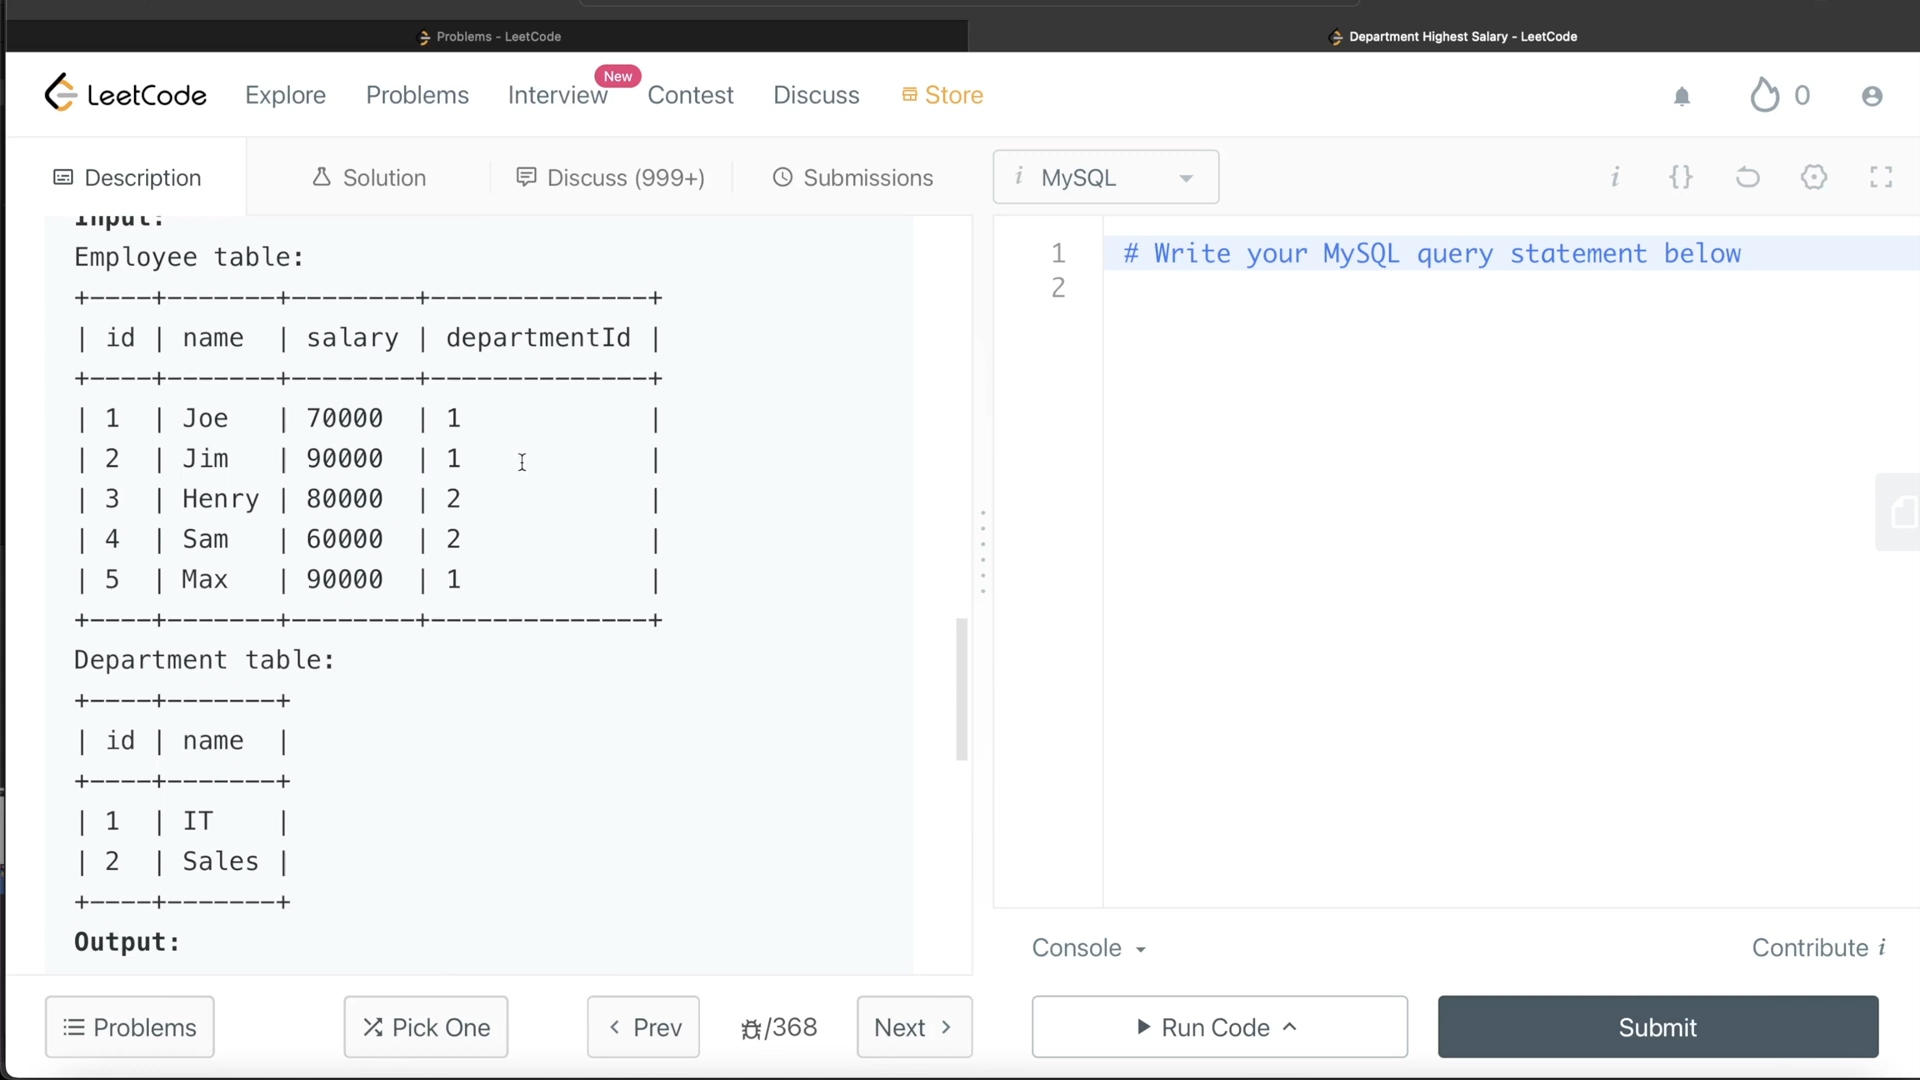 Problems - LeetCode
Department Highest Salary - LeetCode
LeetCode Explore Problems Interview New Contest Discuss Store 0
Description Solution Discuss (999+) Submissions
i MySQL i {}
Input:
Employee table:
+----+-------+--------+--------------+
| id | name  | salary | departmentId |
+----+-------+--------+--------------+
| 1  | Joe   | 70000  | 1            |
| 2  | Jim   | 90000  | 1            |
| 3  | Henry | 80000  | 2            |
| 4  | Sam   | 60000  | 2            |
| 5  | Max   | 90000  | 1            |
+----+-------+--------+--------------+
Department table:
+----+-------+
| id | name  |
+----+-------+
| 1  | IT    |
| 2  | Sales |
+----+-------+
Output:
1 # Write your MySQL query statement below
2
Console Contribute i
Problems Pick One < Prev /368 Next >
Run Code Submit